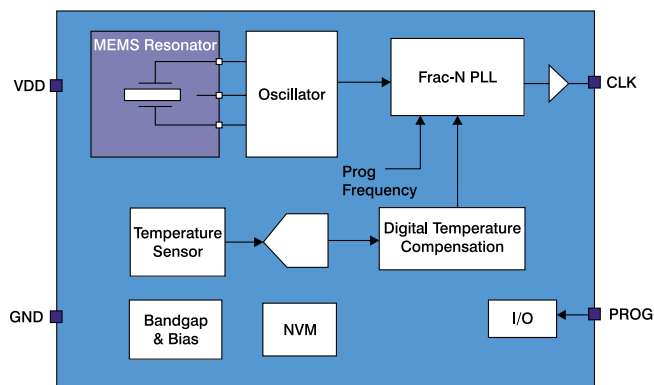 MEMS Resonator
VDD
Oscillator
Frac-N PLL
CLK
Prog
Frequency
Temperature
Sensor
Digital Temperature
Compensation
GND
Bandgap
& Bias
NVM
I/O
PROG